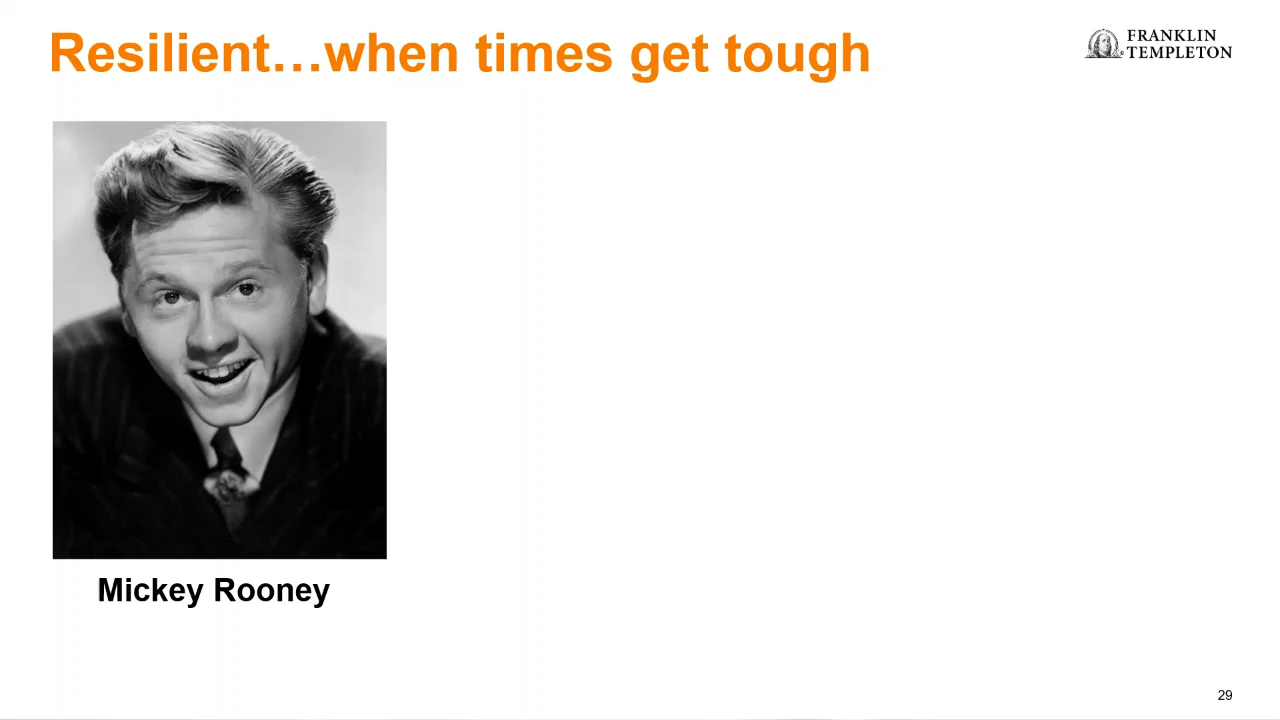 Resilient…when times get tough
FRANKLIN
TEMPLETON
Mickey Rooney
29